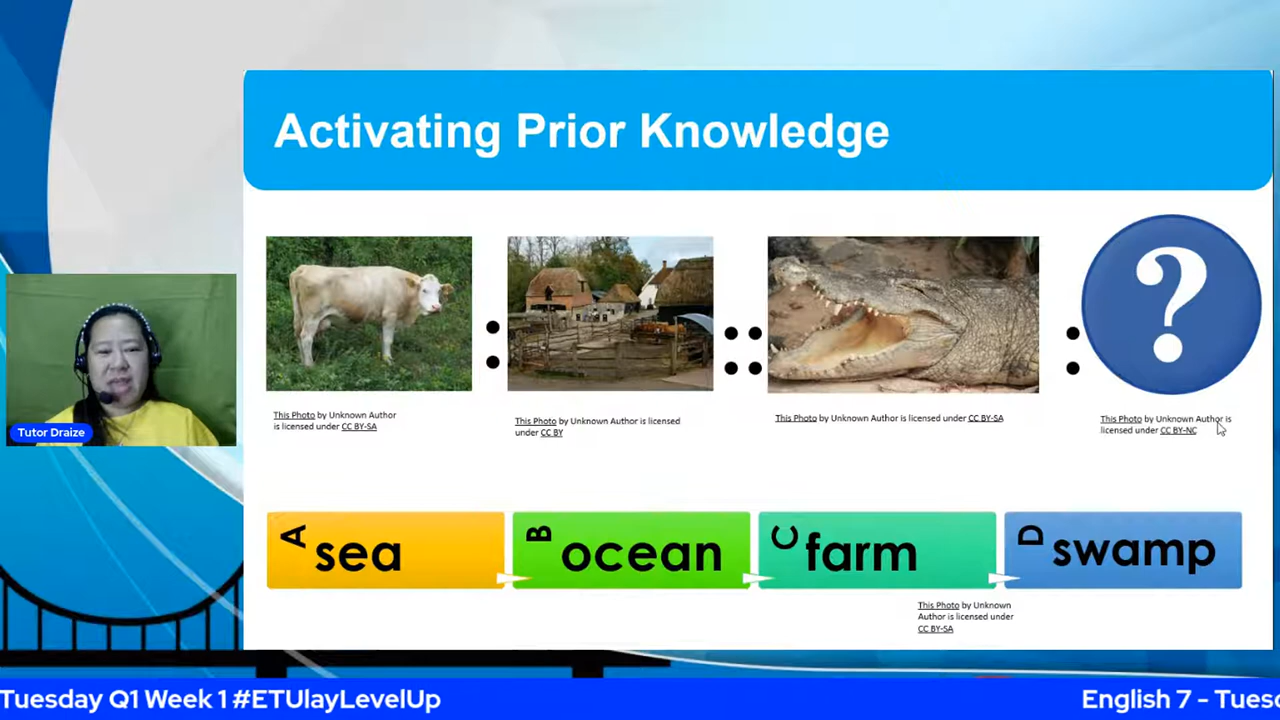 Activating Prior Knowledge
?
This Photo by Unknown Author
is licensed under CC BY-SA
This Photo by Unknown Author is licensed
under CC BY
This Photo by Unknown Author is licensed under CC BY-SA
This Photo by Unknown Author is
licensed under CC BY-NC
Tutor Draize
A sea
B ocean
C farm
D swamp
This Photo by Unknown
Author is licensed under
CC BY-SA
Tuesday Q1 Week 1 #ETUlayLevelUp
English 7 - Tuesd